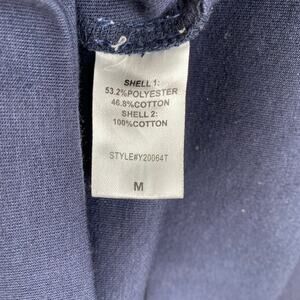 SHELL 1:
53.2%POLYESTER
46.8%COTTON
SHELL 2:
100%COTTON
STYLE#Y20064T
M